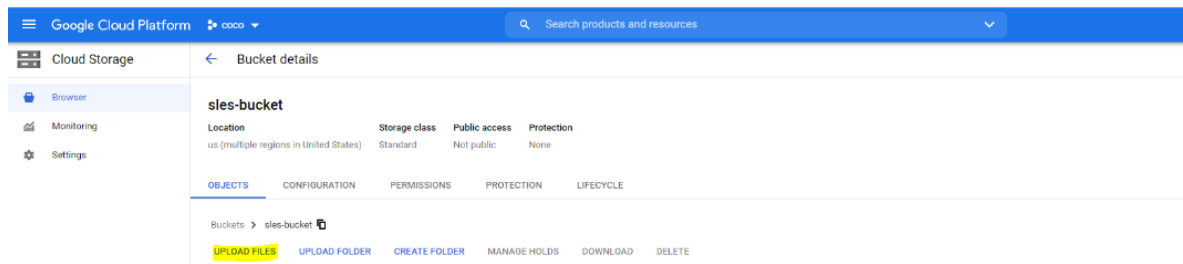 Google Cloud Platform coco Search products and resources
Cloud Storage Bucket details
Browser
Monitoring
Settings
sles-bucket
Location Storage class Public access Protection
us (multiple regions in United States) Standard Not public None
OBJECTS CONFIGURATION PERMISSIONS PROTECTION LIFECYCLE
Buckets > sles-bucket
UPLOAD FILES UPLOAD FOLDER CREATE FOLDER MANAGE HOLDS DOWNLOAD DELETE